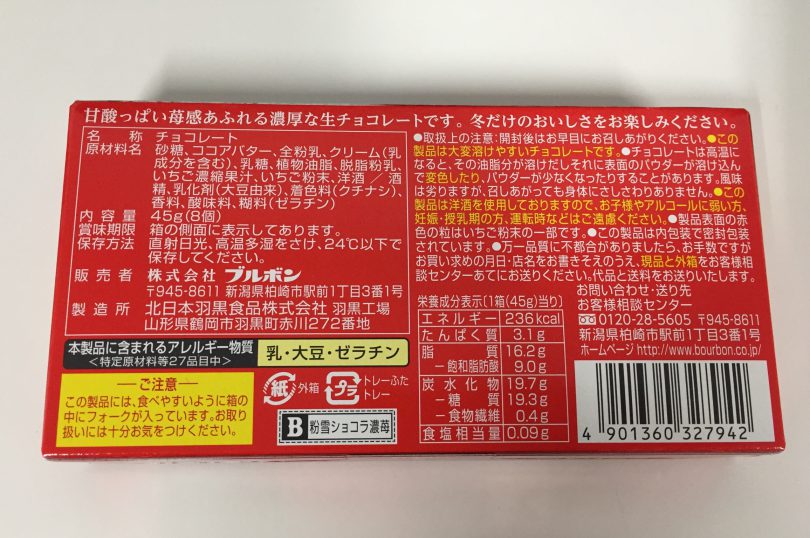 甘酸っぱい苺感あふれる濃厚な生チョコレートです。冬だけのおいしさをお楽しみください。
名称 チョコレート
原材料名 砂糖、ココアバター、全粉乳、クリーム(乳
成分を含む)、乳糖、植物油脂、脱脂粉乳、
いちご濃縮果汁、いちご粉末、洋酒、酒
精、乳化剤(大豆由来)、着色料(クチナシ)、
香料、酸味料、糊料(ゼラチン)
内容量 45g(8個)
賞味期限 箱の側面に表示してあります。
保存方法 直射日光、高温多湿をさけ、24℃以下で
保存してください。
販売者 株式会社 ブルボン
〒945-8611 新潟県柏崎市駅前1丁目3番1号
製造所 北日本羽黒食品株式会社 羽黒工場
山形県鶴岡市羽黒町赤川272番地
本製品に含まれるアレルギー物質
<特定原材料等27品目中>
乳・大豆・ゼラチン
ご注意
この製品には、食べやすいように箱の
中にフォークが入っています。お取り
扱いには十分お気をつけください。
紙 外箱
プラ トレーふた
トレー
B 粉雪ショコラ濃苺
●取扱上の注意:開封後はお早目にお召しあがりください。●この
製品は大変溶けやすいチョコレートです。●チョコレートは高温に
なると、その油脂分が溶けだしそれに表面のパウダーが溶け込ん
で変色したり、パウダーが少なくなったりすることがあります。風味
は劣りますが、召しあがっても身体にさしさわりありません。●この
製品は洋酒を使用しておりますので、お子様やアルコールに弱い方、
妊娠・授乳期の方、運転時などはご遠慮ください。●製品表面の赤
色の粒はいちご粉末の一部です。●この製品は内包装で密封包装
されています。●万一品質に不都合がありましたら、お手数ですが
お買い求めの月日・店名をお書きそえのうえ、現品と外箱をお客様相
談センターあてにお送りください。代品と送料をお送りいたします。
お問い合わせ・送り先
お客様相談センター
0120-28-5605 〒945-8611
新潟県柏崎市駅前1丁目3番1号
ホームページ http://www.bourbon.co.jp/
栄養成分表示(1箱(45g)当り)
エネルギー 236kcal
たんぱく質 3.1g
脂質 16.2g
―飽和脂肪酸 9.0g
炭水化物 19.7g
―糖質 19.3g
―食物繊維 0.4g
食塩相当量 0.09g
4 901360 327942